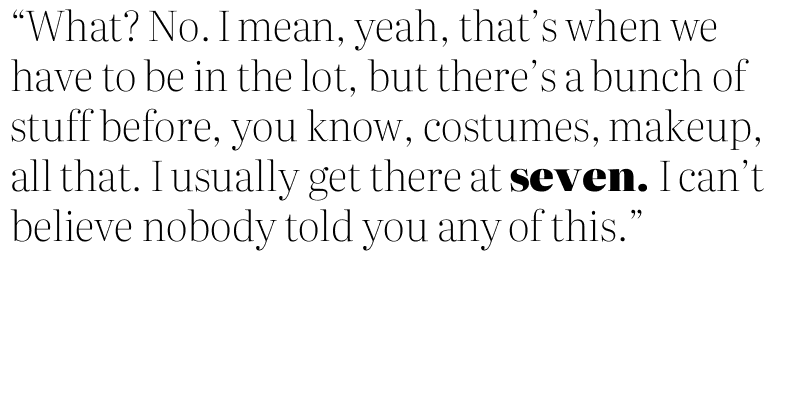 “What? No. I mean, yeah, that’s when we
have to be in the lot, but there’s a bunch of
stuff before, you know, costumes, makeup,
all that. I usually get there at seven. I can’t
believe nobody told you any of this.”